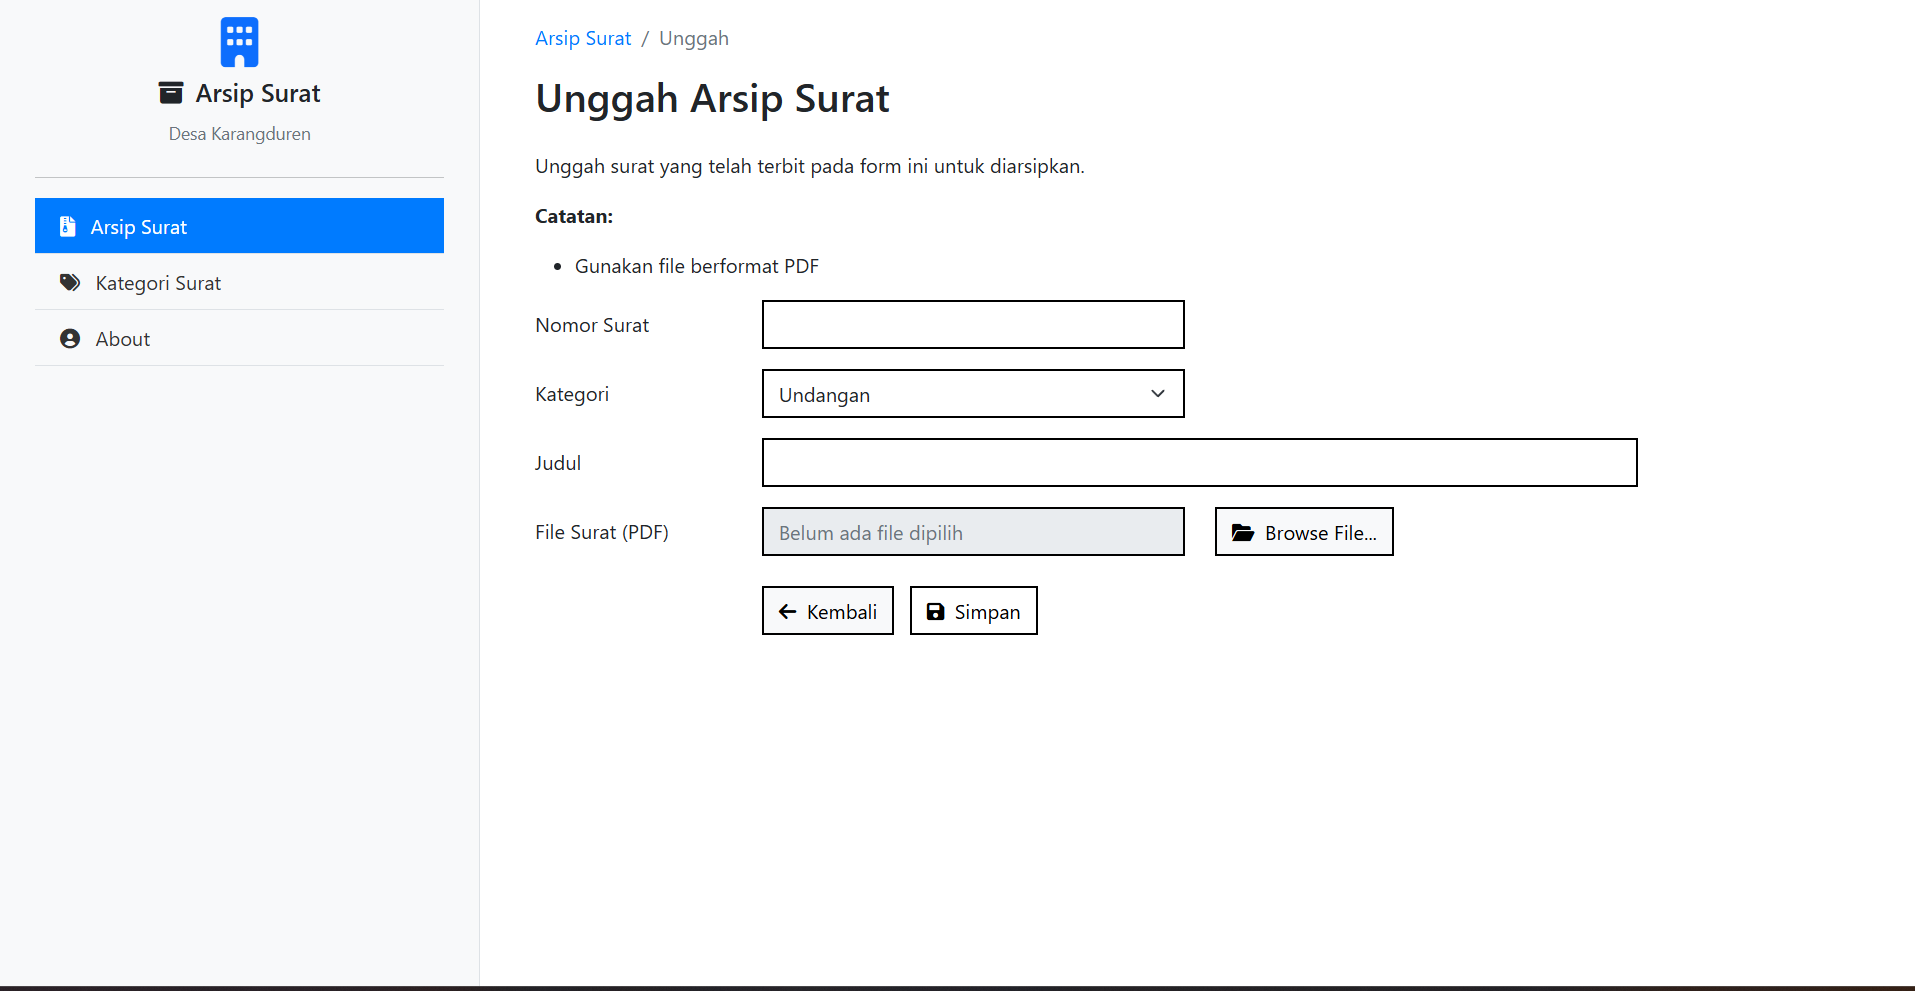 Arsip Surat
Desa Karangduren
Arsip Surat
Kategori Surat
About
Arsip Surat / Unggah
Unggah Arsip Surat
Unggah surat yang telah terbit pada form ini untuk diarsipkan.
Catatan:
• Gunakan file berformat PDF
Nomor Surat
Kategori
Undangan
Judul
File Surat (PDF)
Belum ada file dipilih
Browse File...
Kembali
Simpan